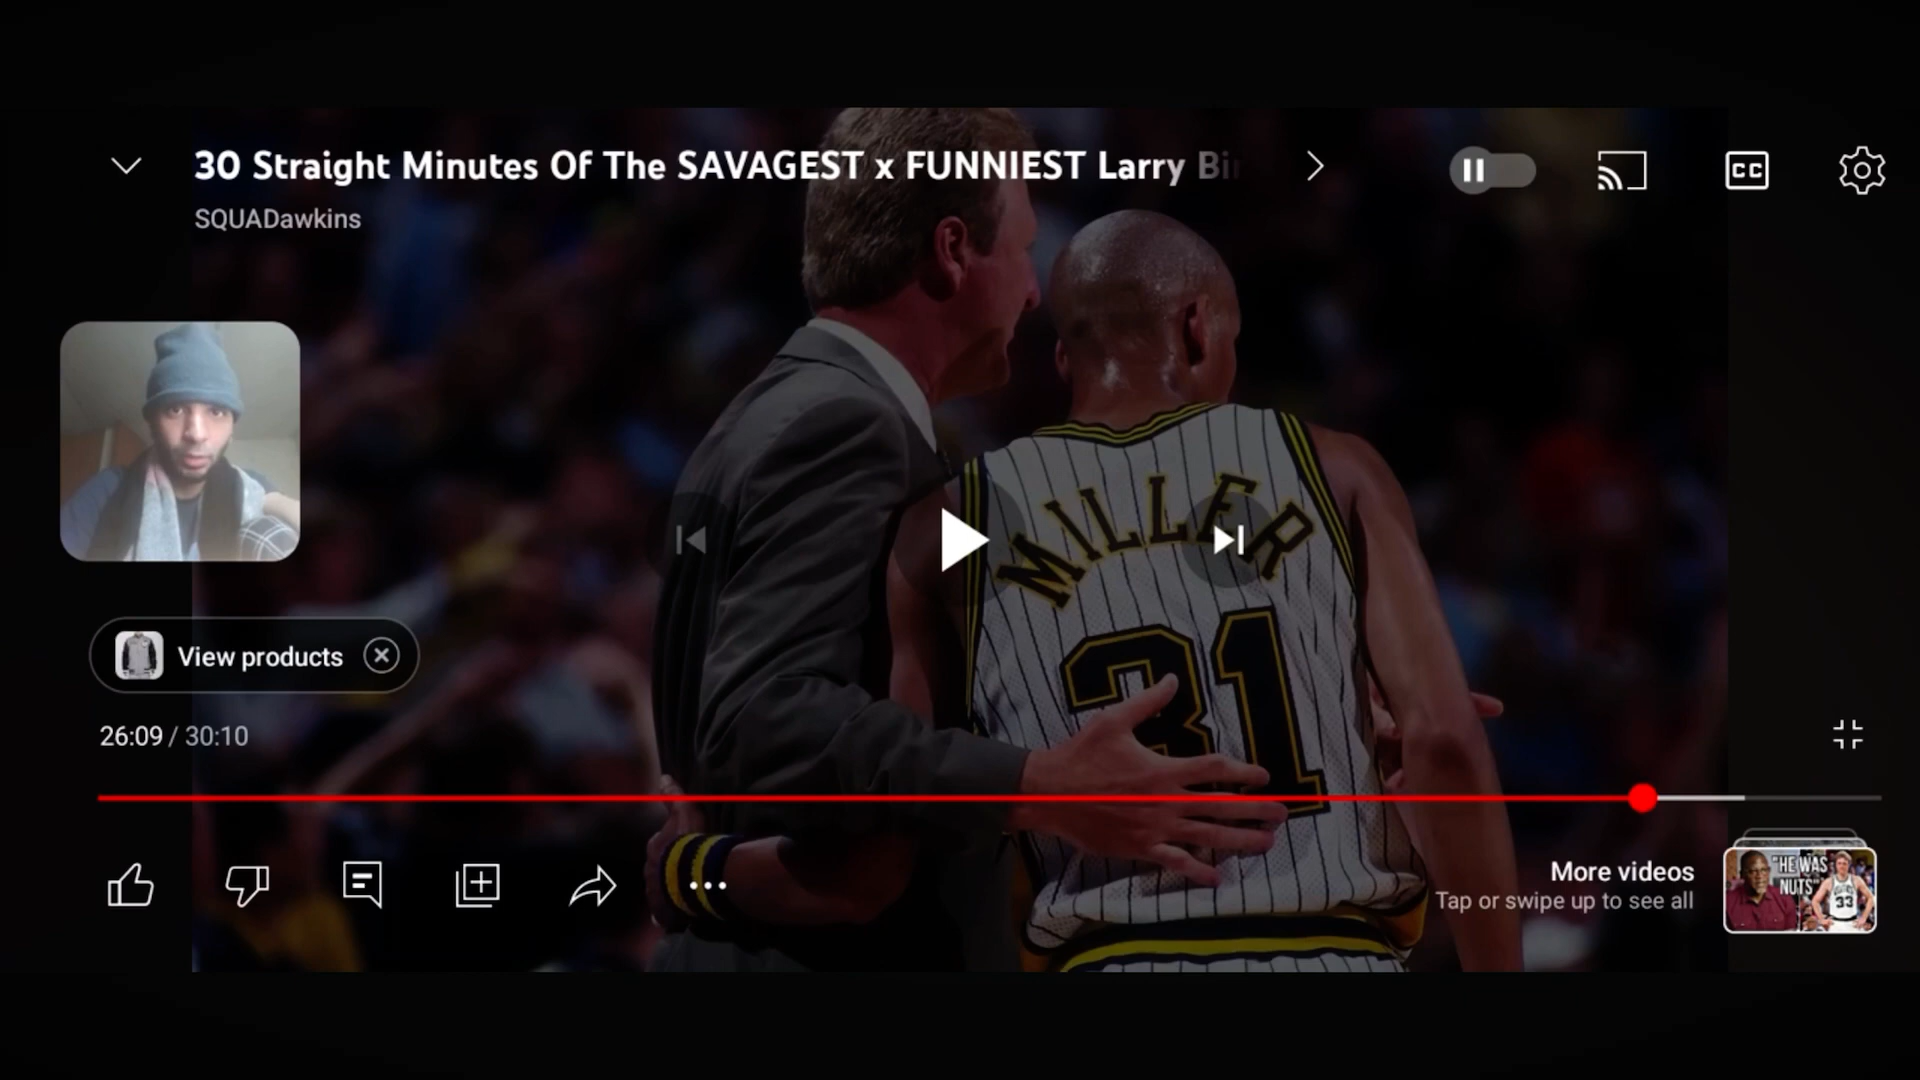 30 Straight Minutes Of The SAVAGEST x FUNNIEST Larry Bi
SQUADawkins
CC
MILLER
31
View products
26:09 / 30:10
More videos
Tap or swipe up to see all
"HE WAS
NUTS"
33